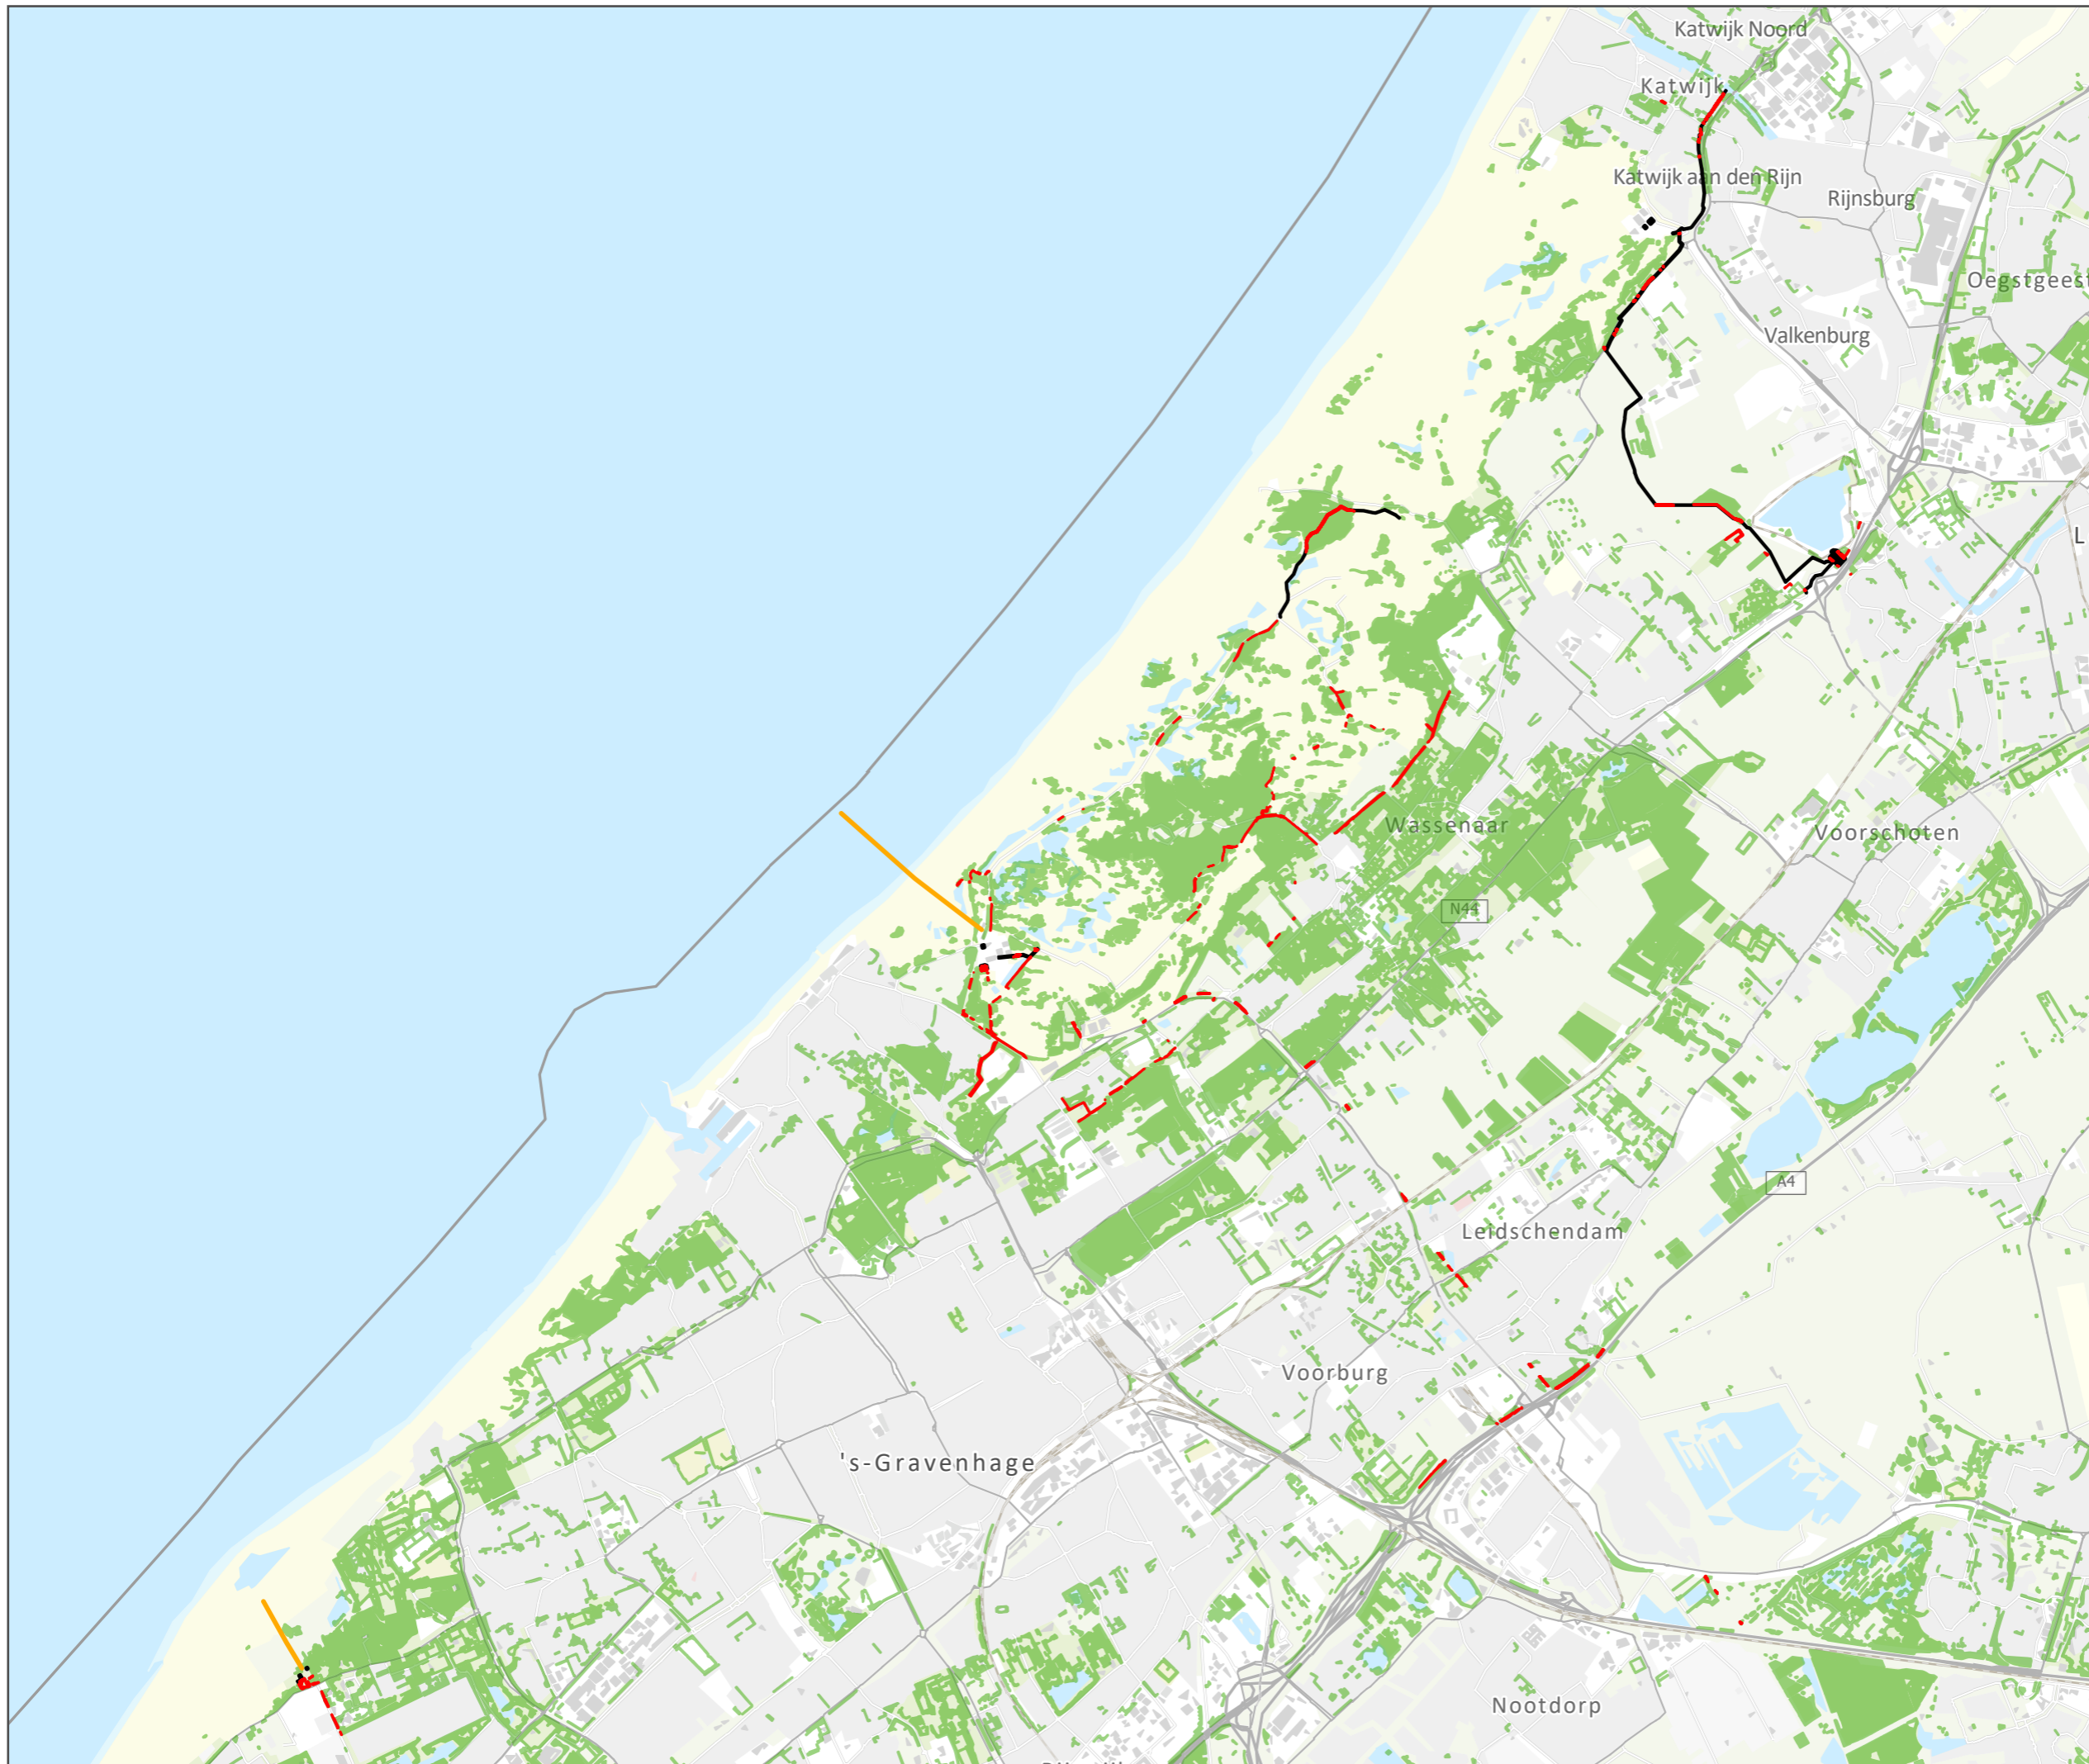 Katwijk Noord
Katwijk
Katwijk aan den Rijn
Rijnsburg
Oegstgeest
Valkenburg
L
Wassenaar
Voorschoten
N44
A4
Leidschendam
Voorburg
's-Gravenhage
Nootdorp